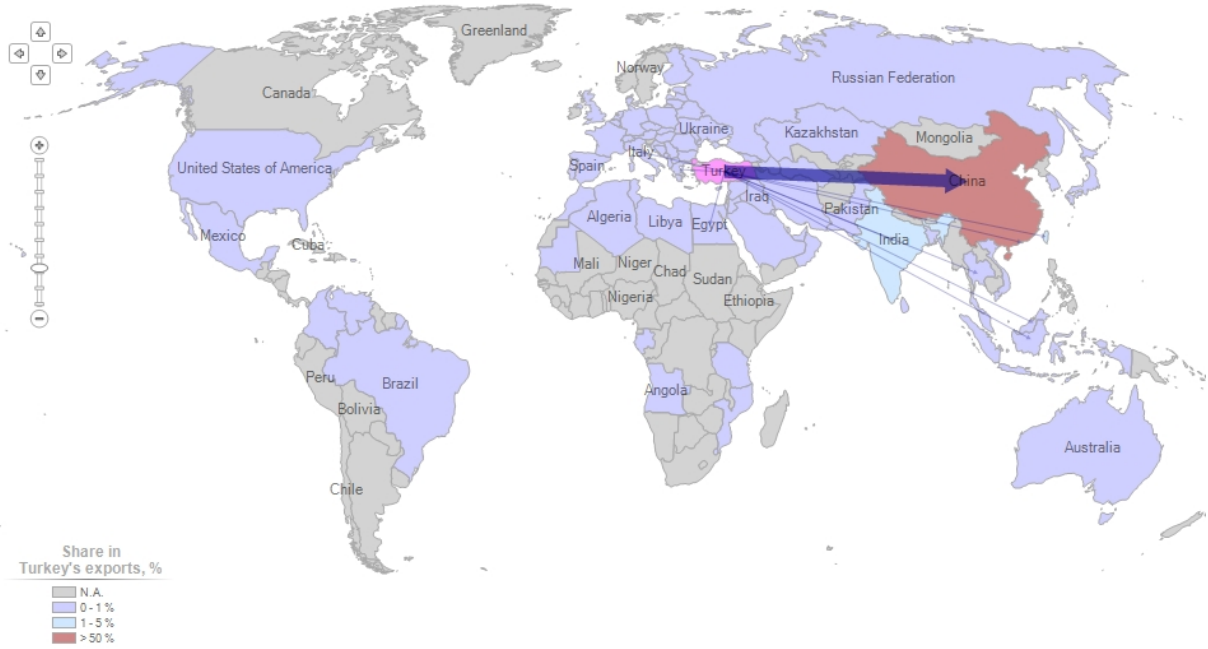 Greenland
Norway
Russian Federation
Canada
Ukraine
Kazakhstan
Mongolia
Italy
United States of America
Spain
Turkey
China
Iraq
Pakistan
Algeria
Libya
Egypt
Mexico
India
Cuba
Mali
Niger
Chad
Sudan
Nigeria
Ethiopia
Peru
Brazil
Angola
Bolivia
Australia
Chile
Share in
Turkey's exports, %
N.A.
0 - 1 %
1 - 5 %
> 50 %